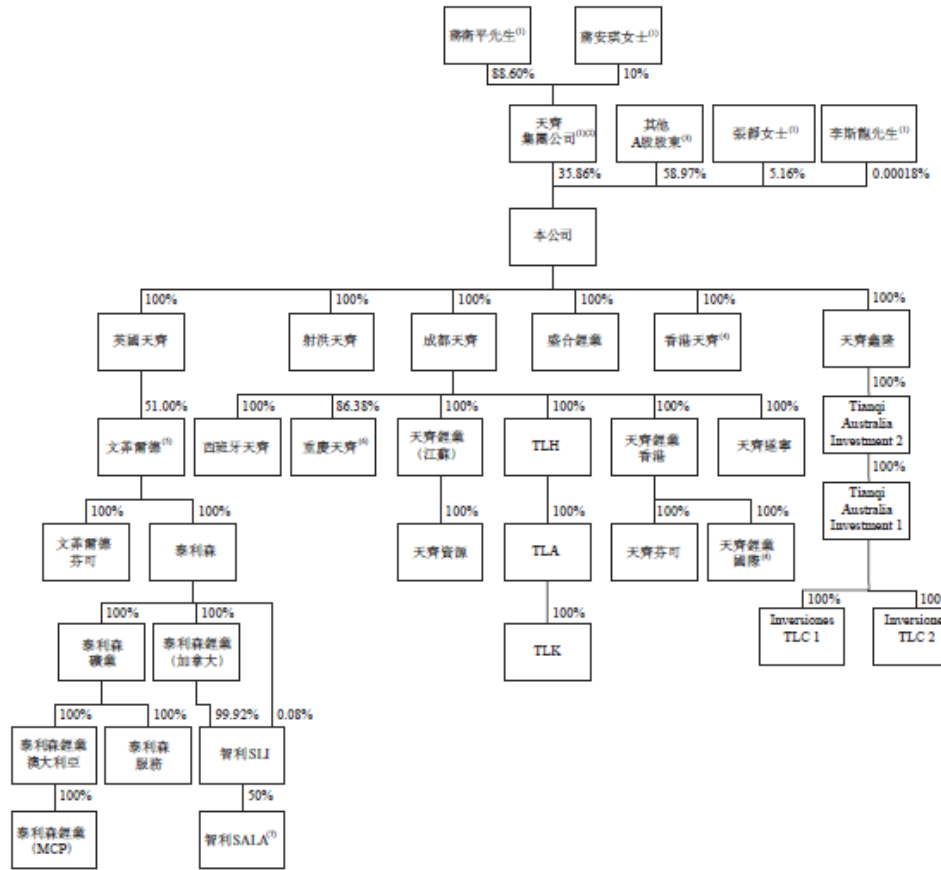 蔣衛平先生(1)
蔣安琪女士(1)
88.60%
10%
天齊
集團公司(1)(2)
其他
A股股東(3)
張靜女士(1)
李斯龍先生(1)
35.86%
58.97%
5.16%
0.00018%
本公司
100%
100%
100%
100%
100%
100%
英國天齊
射洪天齊
成都天齊
盛合鋰業
香港天齊(4)
天齊鑫隆
51.00%
100%
86.38%
100%
100%
100%
100%
100%
文菲爾德(5)
西班牙天齊
重慶天齊(6)
天齊鋰業
(江蘇)
TLH
天齊鋰業
香港
天齊遂寧
Tianqi
Australia
Investment 2
100%
100%
100%
100%
100%
100%
100%
文菲爾德
芬可
泰利森
天齊資源
TLA
天齊芬可
天齊鋰業
國際(4)
Tianqi
Australia
Investment 1
100%
100%
100%
100%
100%
泰利森
礦業
泰利森鋰業
(加拿大)
TLK
Inversiones
TLC 1
Inversione
TLC 2
100%
100%
99.92%
0.08%
泰利森鋰業
澳大利亞
泰利森
服務
智利SLI
100%
50%
泰利森鋰業
(MCP)
智利SALA(7)